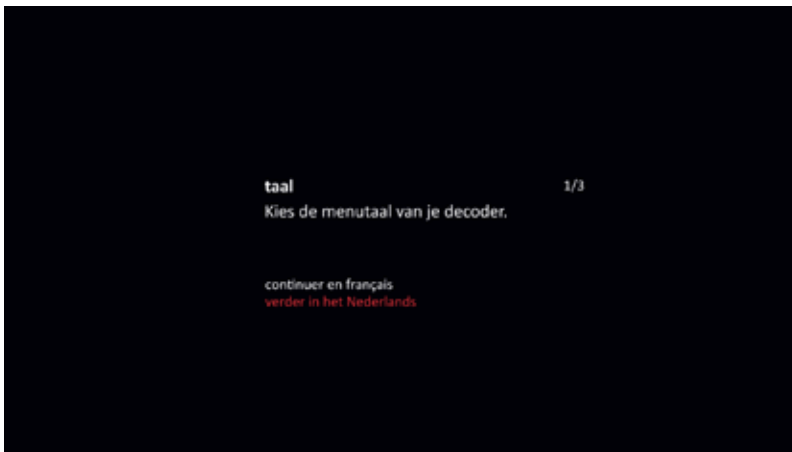 taal 1/3
Kies de menutaal van je decoder.
continuer en français
verder in het Nederlands